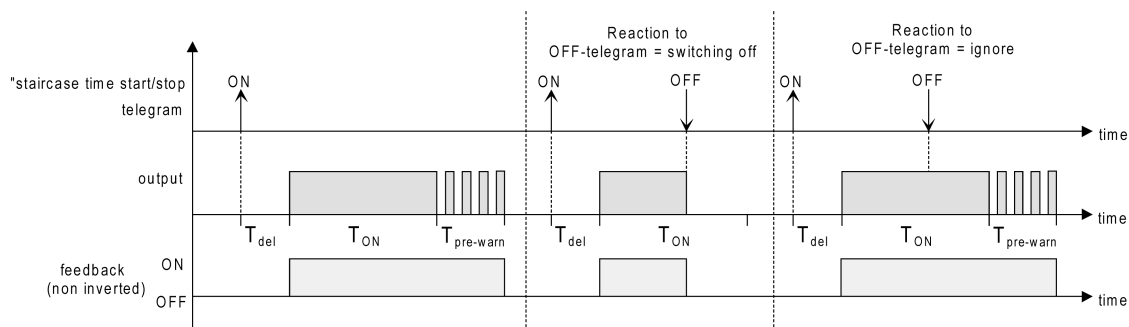 Reaction to
OFF-telegram = switching off
Reaction to
OFF-telegram = ignore
"staircase time start/stop
telegram
ON
ON
OFF
ON
OFF
time
output
time
T del
T ON
T pre-warn
T del
T ON
T del
T ON
T pre-warn
feedback
(non inverted)
ON
OFF
time